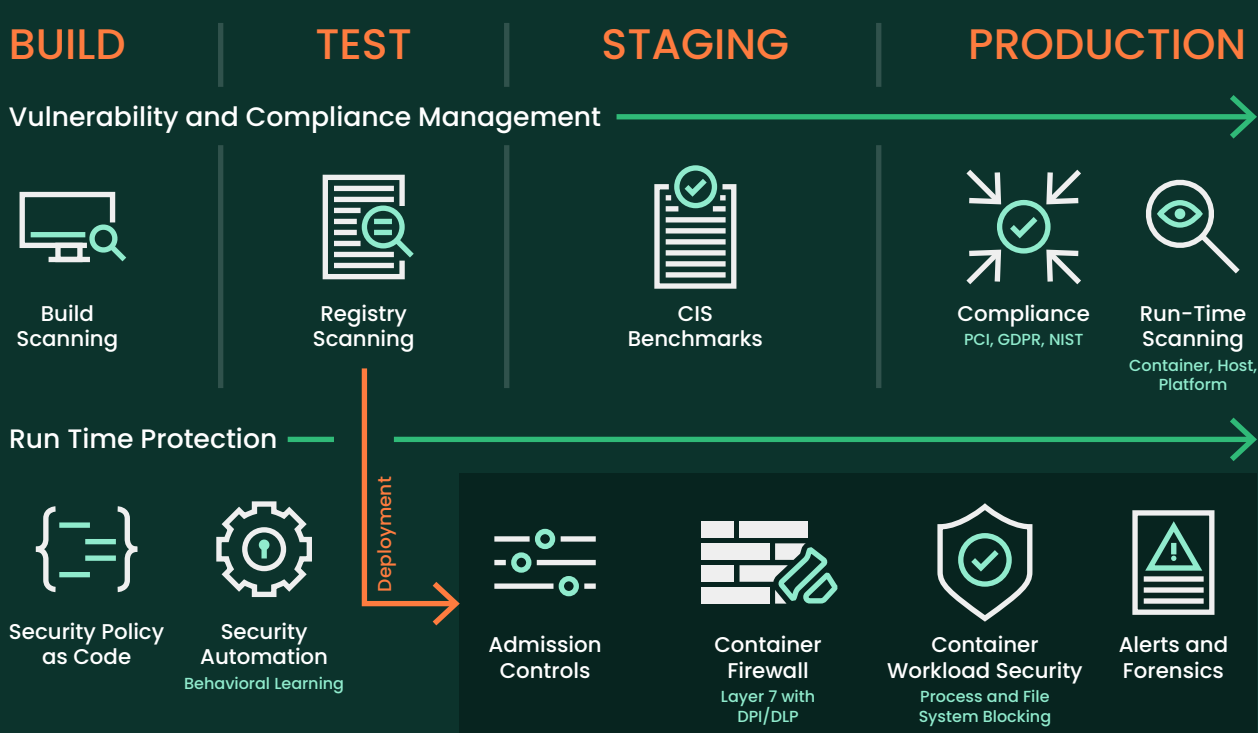 BUILD
TEST
STAGING
PRODUCTION
Vulnerability and Compliance Management
Build
Scanning
Registry
Scanning
CIS
Benchmarks
Compliance
PCI, GDPR, NIST
Run-Time
Scanning
Container, Host,
Platform
Run Time Protection
Deployment
Security Policy
as Code
Security
Automation
Behavioral Learning
Admission
Controls
Container
Firewall
Layer 7 with
DPI/DLP
Container
Workload Security
Process and File
System Blocking
Alerts and
Forensics